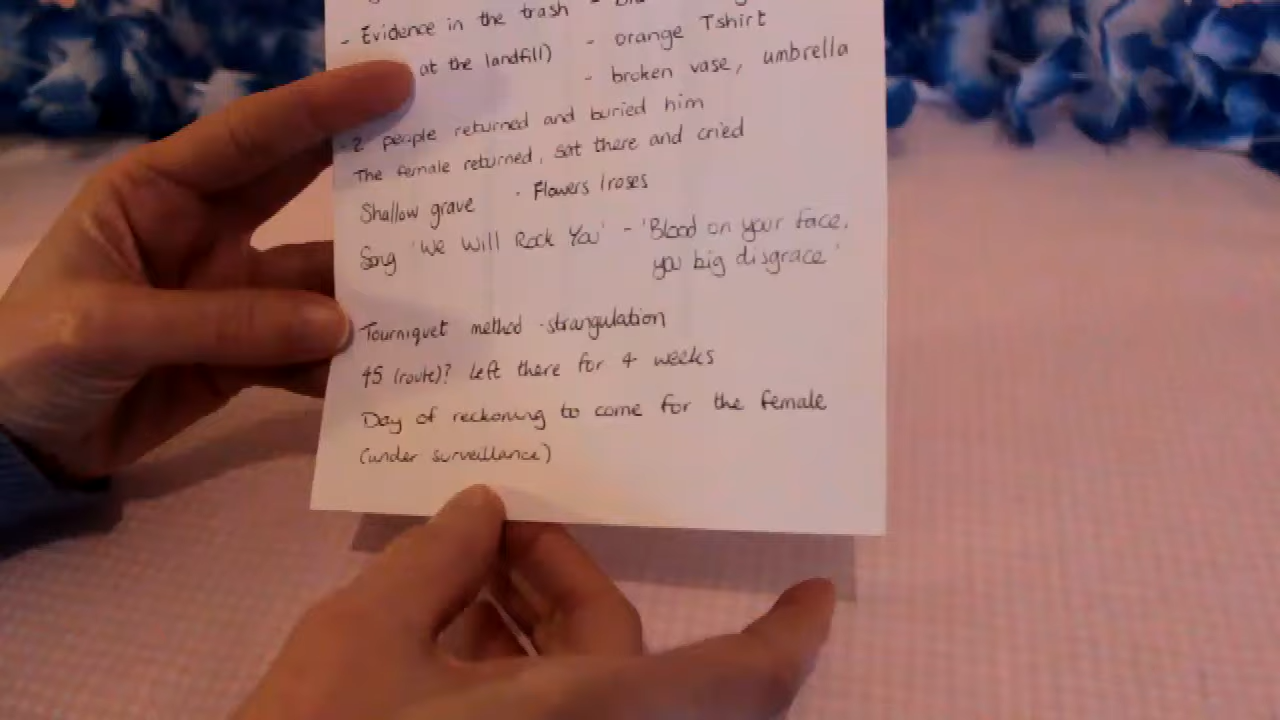 - Evidence in the trash -
at the landfill) - orange Tshirt
- broken vase, umbrella
2 people returned and buried him
The female returned, sat there and cried
Shallow grave · Flowers/roses
Song 'We Will Rock You' - 'Blood on your face,
you big disgrace'
Tourniquet method - strangulation
45 (route)? Left there for 4 weeks
Day of reckoning to come for the female
(under surveillance)